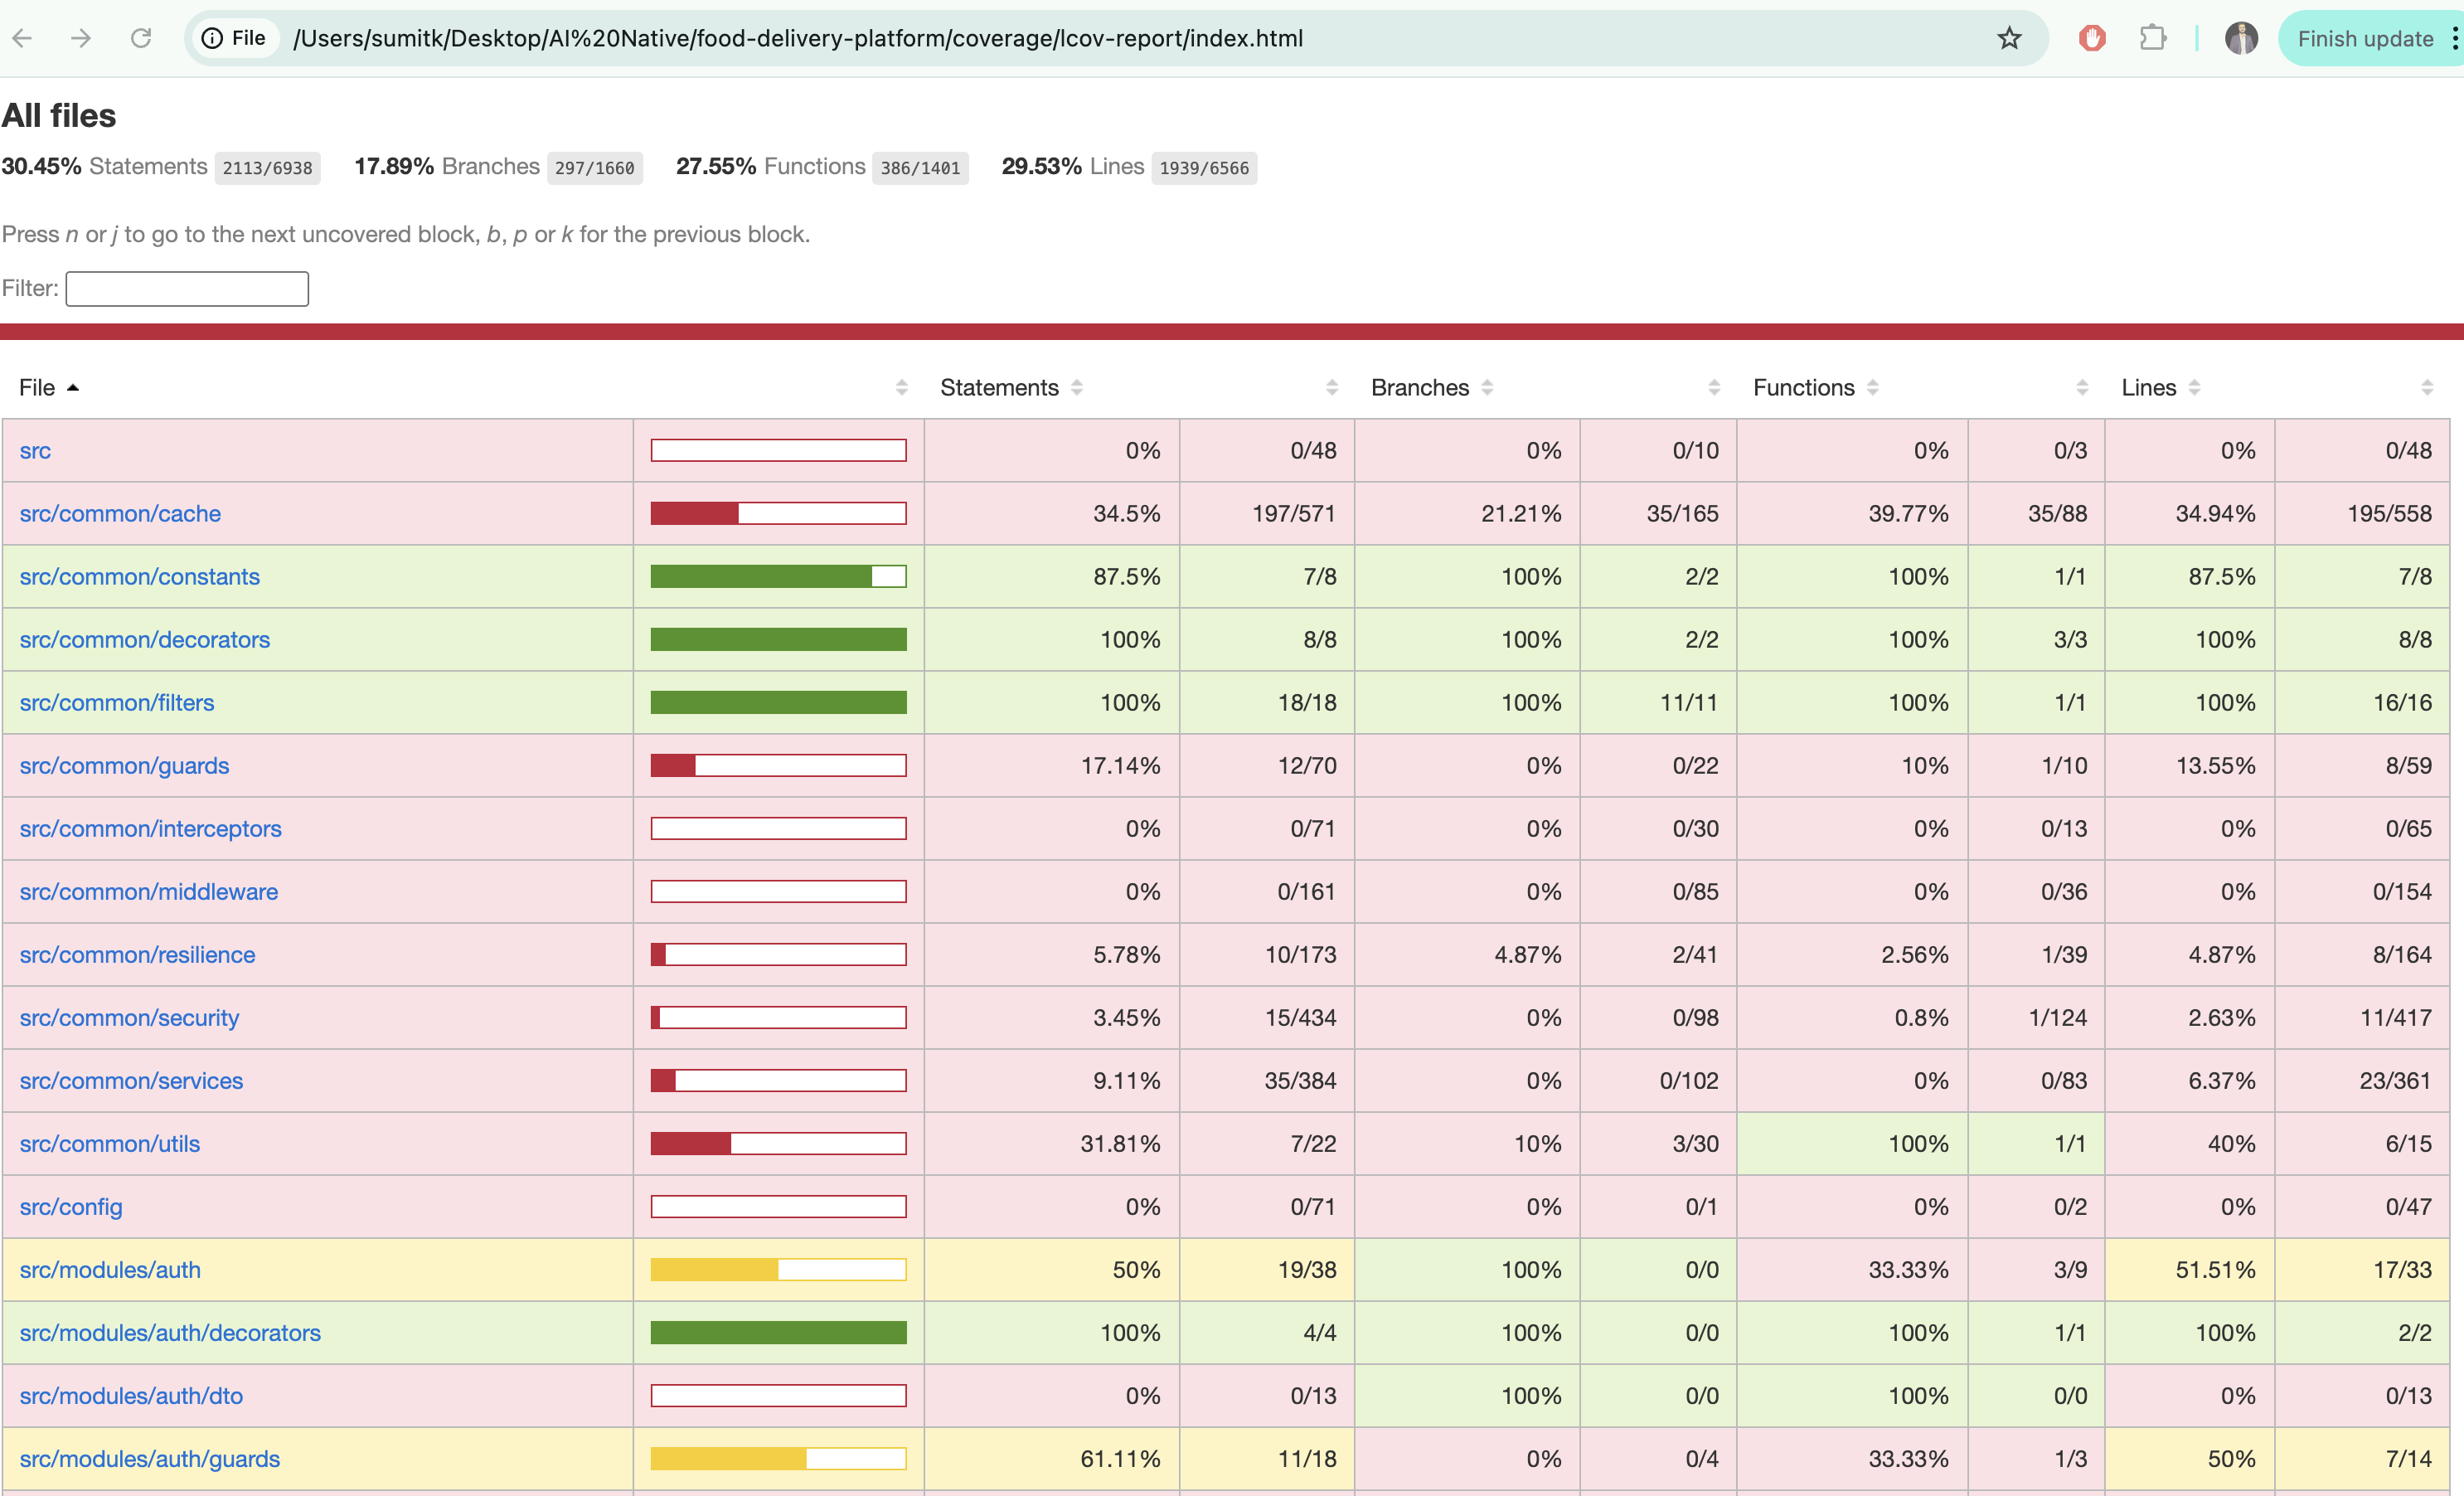 File /Users/sumitk/Desktop/AI%20Native/food-delivery-platform/coverage/lcov-report/index.html Finish update
All files
30.45% Statements 2113/6938 17.89% Branches 297/1660 27.55% Functions 386/1401 29.53% Lines 1939/6566
Press n or j to go to the next uncovered block, b, p or k for the previous block.
Filter:
File Statements Branches Functions Lines
src 0% 0/48 0% 0/10 0% 0/3 0% 0/48
src/common/cache 34.5% 197/571 21.21% 35/165 39.77% 35/88 34.94% 195/558
src/common/constants 87.5% 7/8 100% 2/2 100% 1/1 87.5% 7/8
src/common/decorators 100% 8/8 100% 2/2 100% 3/3 100% 8/8
src/common/filters 100% 18/18 100% 11/11 100% 1/1 100% 16/16
src/common/guards 17.14% 12/70 0% 0/22 10% 1/10 13.55% 8/59
src/common/interceptors 0% 0/71 0% 0/30 0% 0/13 0% 0/65
src/common/middleware 0% 0/161 0% 0/85 0% 0/36 0% 0/154
src/common/resilience 5.78% 10/173 4.87% 2/41 2.56% 1/39 4.87% 8/164
src/common/security 3.45% 15/434 0% 0/98 0.8% 1/124 2.63% 11/417
src/common/services 9.11% 35/384 0% 0/102 0% 0/83 6.37% 23/361
src/common/utils 31.81% 7/22 10% 3/30 100% 1/1 40% 6/15
src/config 0% 0/71 0% 0/1 0% 0/2 0% 0/47
src/modules/auth 50% 19/38 100% 0/0 33.33% 3/9 51.51% 17/33
src/modules/auth/decorators 100% 4/4 100% 0/0 100% 1/1 100% 2/2
src/modules/auth/dto 0% 0/13 100% 0/0 100% 0/0 0% 0/13
src/modules/auth/guards 61.11% 11/18 0% 0/4 33.33% 1/3 50% 7/14